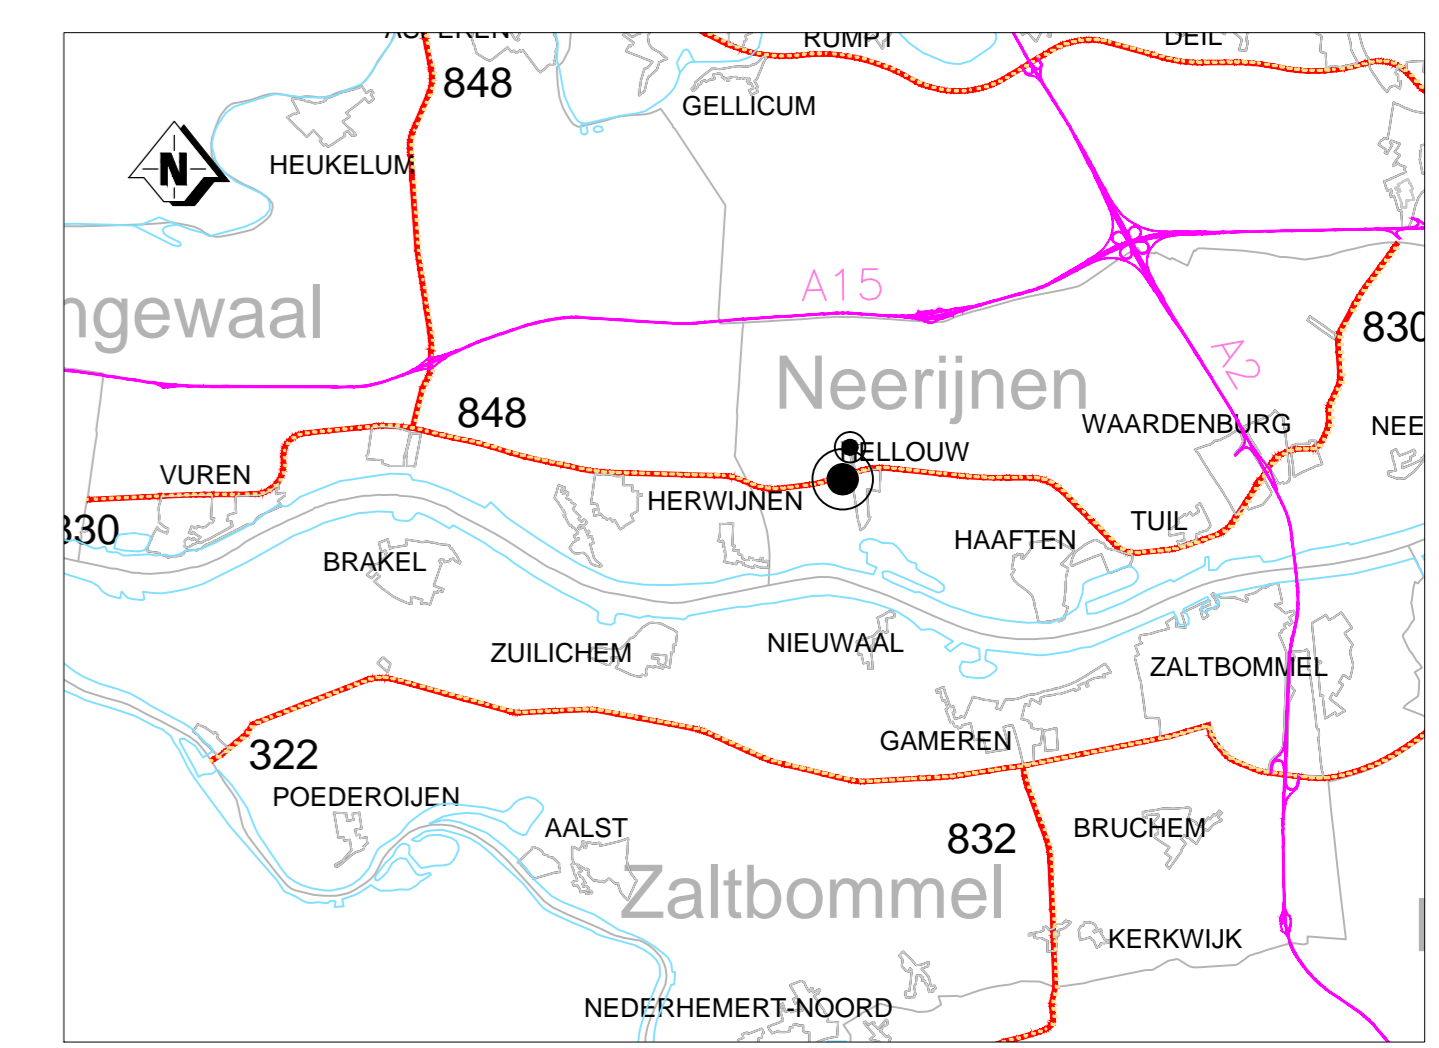 ASPEREN
RUMPT
DEIL
848
GELLICUM
N
HEUKELUM
A15
ngewaal
830
A2
Neerijnen
848
WAARDENBURG
NEE
HELLOUW
VUREN
HERWIJNEN
TUIL
830
HAAFTEN
BRAKEL
NIEUWAAL
ZUILICHEM
ZALTBOMMEL
GAMEREN
322
POEDEROIJEN
AALST
832
BRUCHEM
Zaltbommel
KERKWIJK
NEDERHEMERT-NOORD